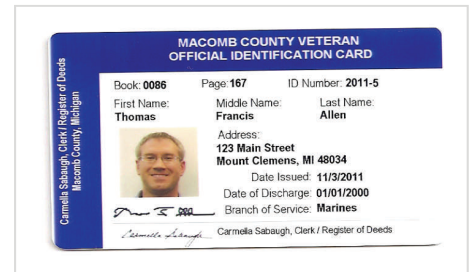 MACOMB COUNTY VETERAN
OFFICIAL IDENTIFICATION CARD
Carmella Sabaugh, Clerk / Register of Deeds
Macomb County, Michigan
Book: 0086 Page: 167 ID Number: 2011-5
First Name: Middle Name: Last Name:
Thomas Francis Allen
Address:
123 Main Street
Mount Clemens, MI 48034
Date Issued: 11/3/2011
Date of Discharge: 01/01/2000
Branch of Service: Marines
Carmella Sabaugh Carmella Sabaugh, Clerk / Register of Deeds